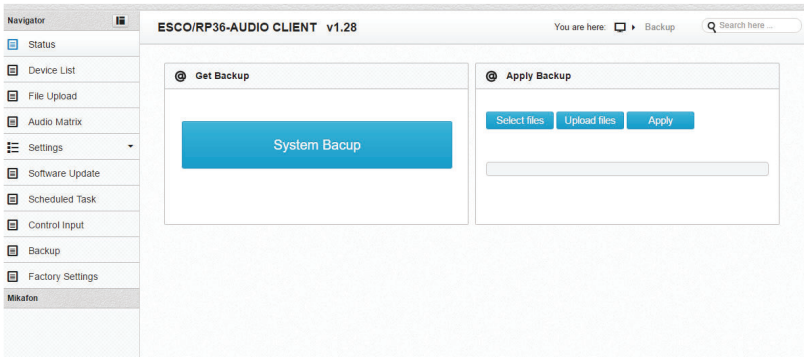 Navigator
Status
Device List
File Upload
Audio Matrix
Settings
Software Update
Scheduled Task
Control Input
Backup
Factory Settings
Mikafon
ESCO/RP36-AUDIO CLIENT v1.28
You are here: Backup
Search here ...
@ Get Backup
System Bacup
@ Apply Backup
Select files Upload files Apply